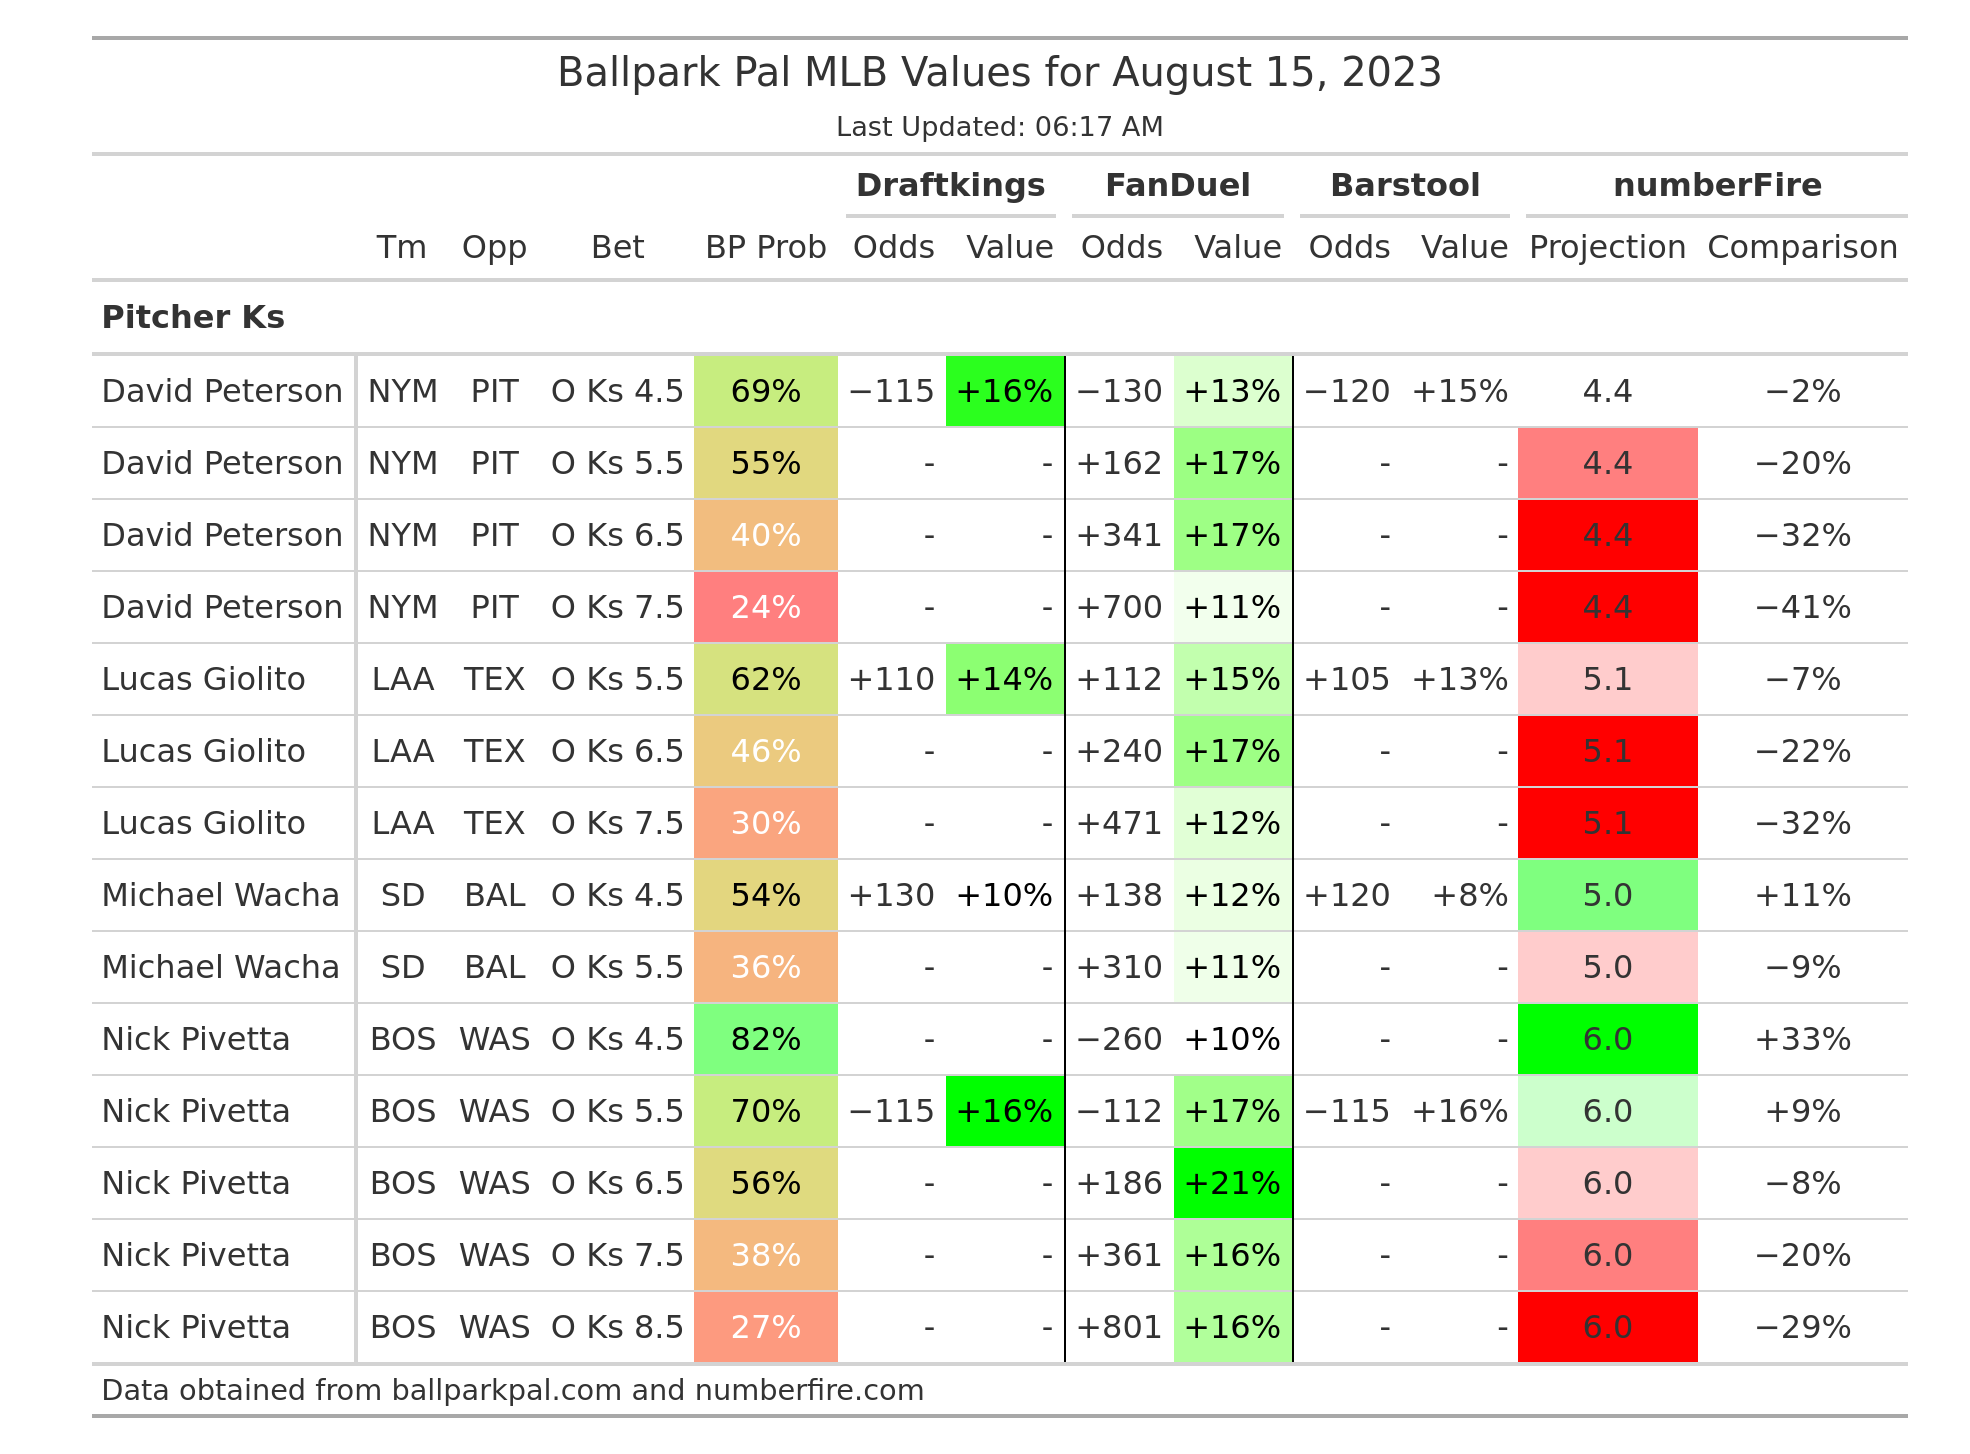 Ballpark Pal MLB Values for August 15, 2023
Last Updated: 06:17 AM
Draftkings FanDuel Barstool numberFire
Tm Opp Bet BP Prob Odds Value Odds Value Odds Value Projection Comparison
Pitcher Ks
David Peterson NYM PIT O Ks 4.5 69% −115 +16% −130 +13% −120 +15% 4.4 −2%
David Peterson NYM PIT O Ks 5.5 55% - - +162 +17% - - 4.4 −20%
David Peterson NYM PIT O Ks 6.5 40% - - +341 +17% - - 4.4 −32%
David Peterson NYM PIT O Ks 7.5 24% - - +700 +11% - - 4.4 −41%
Lucas Giolito LAA TEX O Ks 5.5 62% +110 +14% +112 +15% +105 +13% 5.1 −7%
Lucas Giolito LAA TEX O Ks 6.5 46% - - +240 +17% - - 5.1 −22%
Lucas Giolito LAA TEX O Ks 7.5 30% - - +471 +12% - - 5.1 −32%
Michael Wacha SD BAL O Ks 4.5 54% +130 +10% +138 +12% +120 +8% 5.0 +11%
Michael Wacha SD BAL O Ks 5.5 36% - - +310 +11% - - 5.0 −9%
Nick Pivetta BOS WAS O Ks 4.5 82% - - −260 +10% - - 6.0 +33%
Nick Pivetta BOS WAS O Ks 5.5 70% −115 +16% −112 +17% −115 +16% 6.0 +9%
Nick Pivetta BOS WAS O Ks 6.5 56% - - +186 +21% - - 6.0 −8%
Nick Pivetta BOS WAS O Ks 7.5 38% - - +361 +16% - - 6.0 −20%
Nick Pivetta BOS WAS O Ks 8.5 27% - - +801 +16% - - 6.0 −29%
Data obtained from ballparkpal.com and numberfire.com